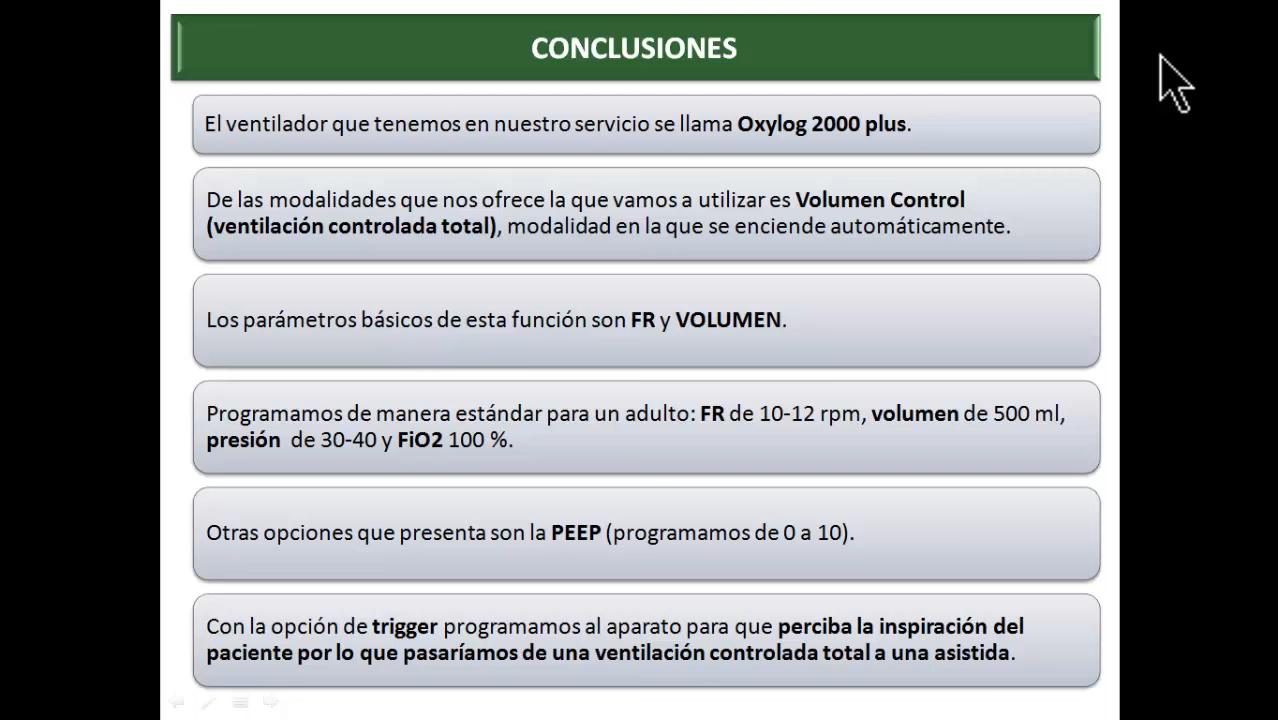 CONCLUSIONES
El ventilador que tenemos en nuestro servicio se llama Oxylog 2000 plus.
De las modalidades que nos ofrece la que vamos a utilizar es Volumen Control
(ventilación controlada total), modalidad en la que se enciende automáticamente.
Los parámetros básicos de esta función son FR y VOLUMEN.
Programamos de manera estándar para un adulto: FR de 10-12 rpm, volumen de 500 ml,
presión de 30-40 y FiO2 100 %.
Otras opciones que presenta son la PEEP (programamos de 0 a 10).
Con la opción de trigger programamos al aparato para que perciba la inspiración del
paciente por lo que pasaríamos de una ventilación controlada total a una asistida.